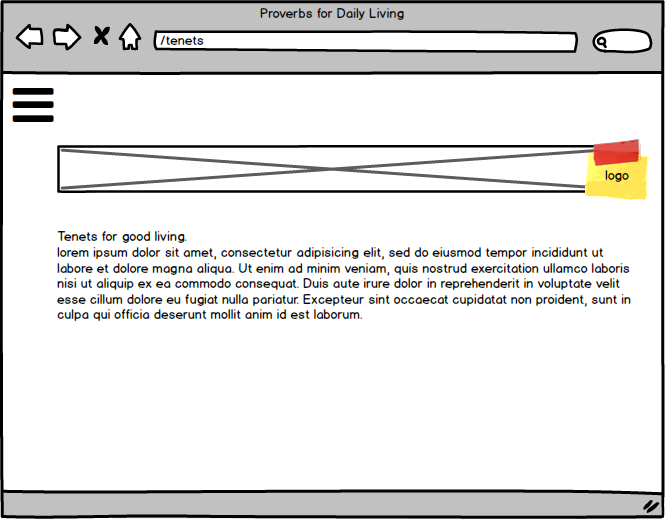 Proverbs for Daily Living
/tenets
logo
Tenets for good living.
lorem ipsum dolor sit amet, consectetur adipisicing elit, sed do eiusmod tempor incididunt ut
labore et dolore magna aliqua. Ut enim ad minim veniam, quis nostrud exercitation ullamco laboris
nisi ut aliquip ex ea commodo consequat. Duis aute irure dolor in reprehenderit in voluptate velit
esse cillum dolore eu fugiat nulla pariatur. Excepteur sint occaecat cupidatat non proident, sunt in
culpa qui officia deserunt mollit anim id est laborum.